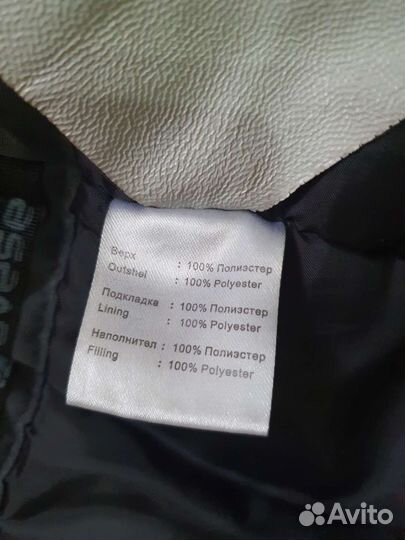 Верх : 100% Полиэстер
Outshel : 100% Polyester
Подкладка : 100% Полиэстер
Lining : 100% Polyester
Наполнител : 100% Полиэстер
Filling : 100% Polyester
Avito